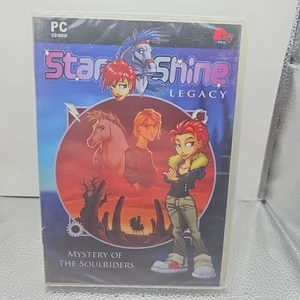 PC
CD-ROM
Star Shine
LEGACY
MYSTERY OF
THE SOULRIDERS